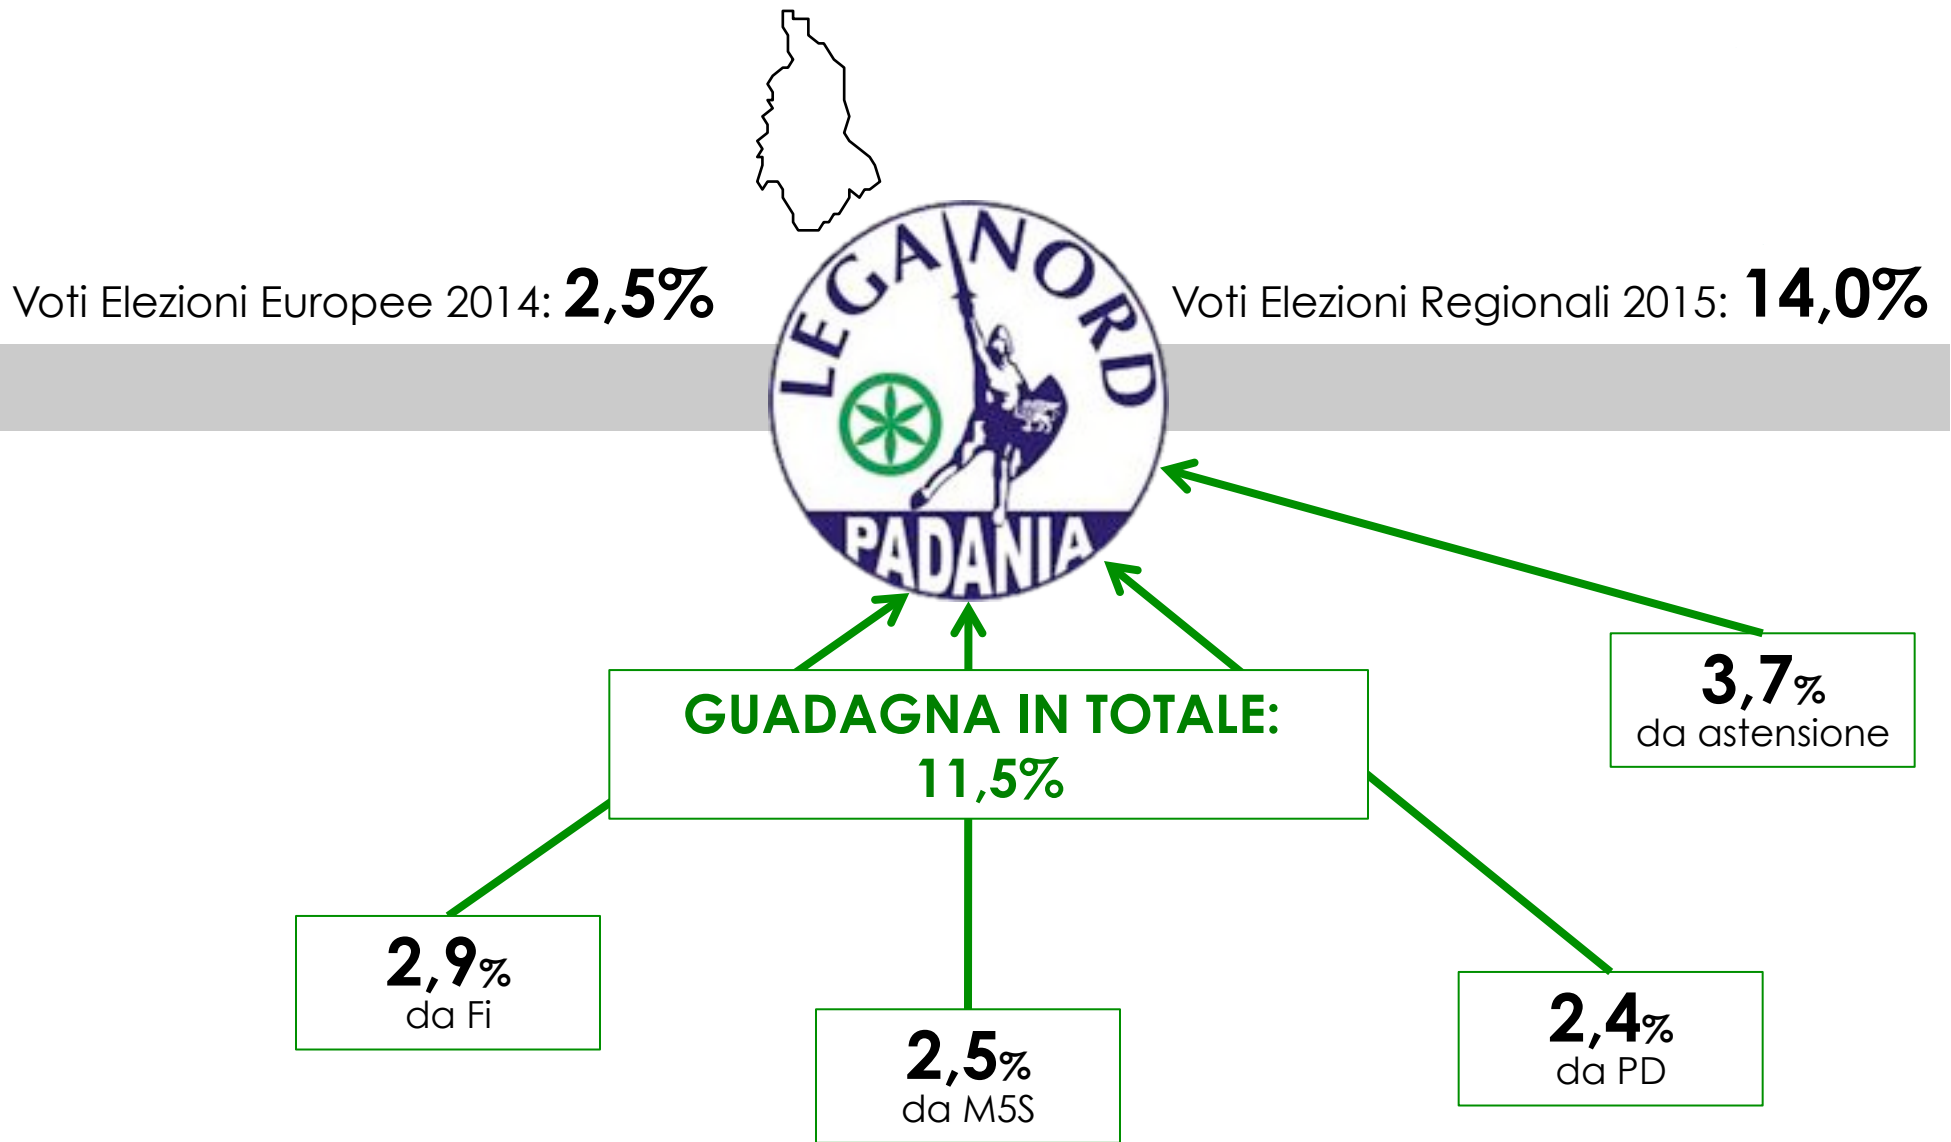 Voti Elezioni Europee 2014: 2,5%
LEGA NORD
Voti Elezioni Regionali 2015: 14,0%
PADANIA
GUADAGNA IN TOTALE:
11,5%
3,7%
da astensione
2,9%
da Fi
2,5%
da M5S
2,4%
da PD